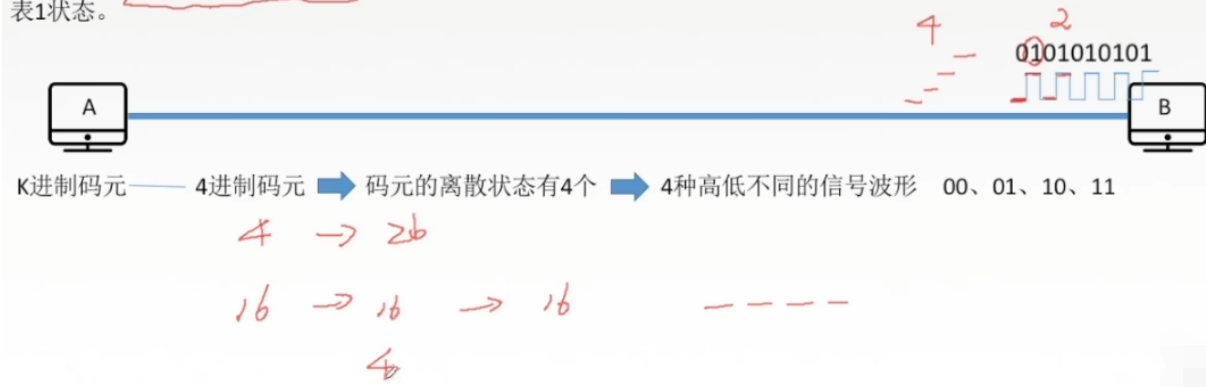 表1状态。
4 2
0101010101
A
B
K进制码元 4进制码元 码元的离散状态有4个 4种高低不同的信号波形 00、01、10、11
4 → 2b
16 → 16 → 16
4